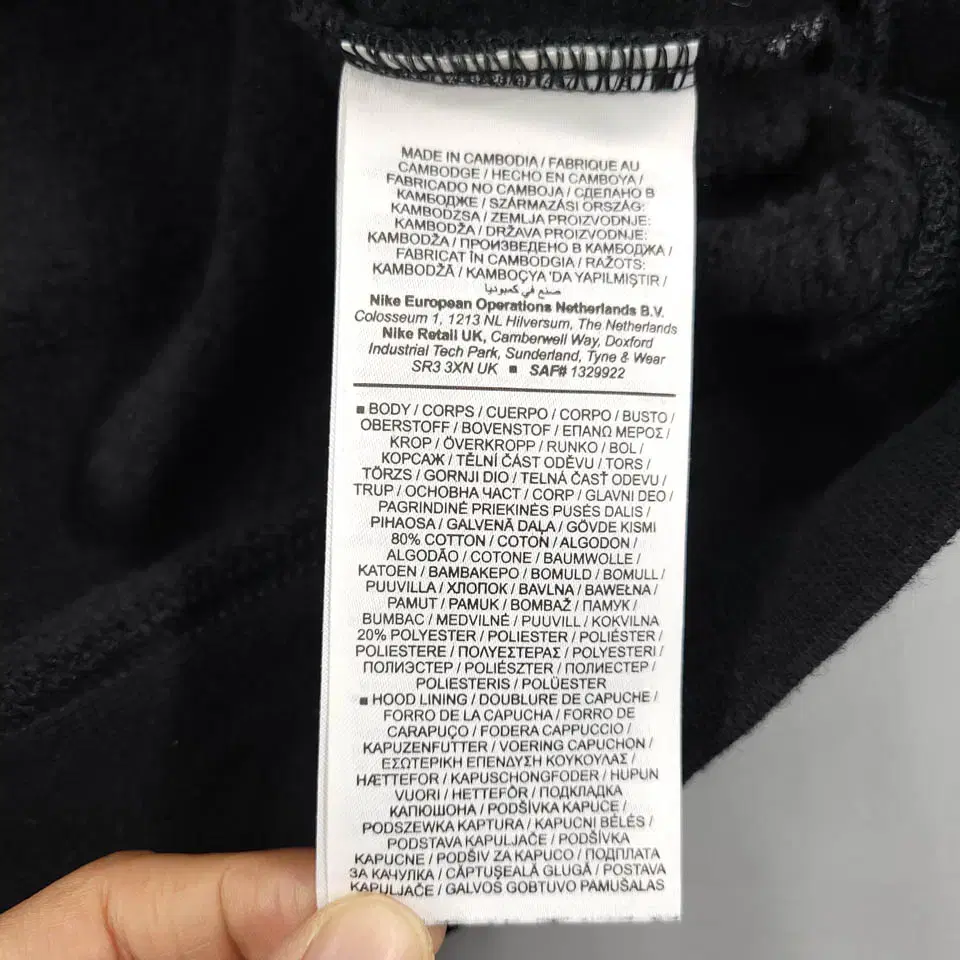 MADE IN CAMBODIA / FABRIQUE AU
CAMBODGE / HECHO EN CAMBOYA /
FABRICADO NO CAMBOJA / СДЕЛАНО В
КАМБОДЖЕ / SZÁRMAZÁSI ORSZÁG:
KAMBODZSA / ZEMLJA PROIZVODNJE:
KAMBODŽA / DRŽAVA PROIZVODNJE:
KAMBODŽA / ПРОИЗВЕДЕНО В КАМБОДЖА /
FABRICAT ÎN CAMBODGIA / RAŽOTS:
KAMBODŽĀ / KAMBOÇYA 'DA YAPILMIŞTIR /
صنع في كمبوديا
Nike European Operations Netherlands B.V.
Colosseum 1, 1213 NL Hilversum, The Netherlands
Nike Retail UK, Camberwell Way, Doxford
Industrial Tech Park, Sunderland, Tyne & Wear
SR3 3XN UK ■ SAF# 1329922
■ BODY / CORPS / CUERPO / CORPO / BUSTO /
OBERSTOFF / BOVENSTOF / ΕΠΑΝΩ ΜΕΡΟΣ /
KROP / ÖVERKROPP / RUNKO / BOL /
КОРСАЖ / TĚLNÍ ČÁST ODĚVU / TORS /
TÖRZS / GORNJI DIO / TELNÁ ČASŤ ODEVU /
TRUP / ОСНОВНА ЧАСТ / CORP / GLAVNI DEO /
PAGRINDINĖ PRIEKINĖS PUSĖS DALIS /
PIHAOSA / GALVENĀ DAĻA / GÖVDE KISMI
80% COTTON / COTON / ALGODON /
ALGODÃO / COTONE / BAUMWOLLE /
KATOEN / ΒΑΜΒΑΚΕΡΟ / BOMULD / BOMULL /
PUUVILLA / ХЛОПОК / BAVLNA / BAWEŁNA /
PAMUT / PAMUK / BOMBAŽ / ПАМУК /
BUMBAC / MEDVILNĖ / PUUVILL / KOKVILNA
20% POLYESTER / POLIESTER / POLIÉSTER /
POLIESTERE / ΠΟΛΥΕΣΤΕΡΑΣ / POLYESTERI /
ПОЛИЭСТЕР / POLIÉSZTER / ПОЛИЕСТЕР /
POLIESTERIS / POLÜESTER
■ HOOD LINING / DOUBLURE DE CAPUCHE /
FORRO DE LA CAPUCHA / FORRO DE
CARAPUÇO / FODERA CAPPUCCIO /
KAPUZENFUTTER / VOERING CAPUCHON /
ΕΣΩΤΕΡΙΚΗ ΕΠΕΝΔΥΣΗ ΚΟΥΚΟΥΛΑΣ /
HÆTTEFOR / KAPUSCHONGFODER / HUPUN
VUORI / HETTEFÔR / ПОДКЛАДКА
КАПЮШОНА / PODŠÍVKA KAPUCE /
PODSZEWKA KAPTURA / KAPUCNI BÉLÉS /
PODSTAVA KAPULJAČE / PODŠÍVKA
KAPUCNE / PODŠIV ZA KAPUCO / ПОДПЛАТА
ЗА КАЧУЛКА / CĂPTUŞEALĂ GLUGĂ / POSTAVA
KAPULJAČE / GALVOS GOBTUVO PAMUŠALAS